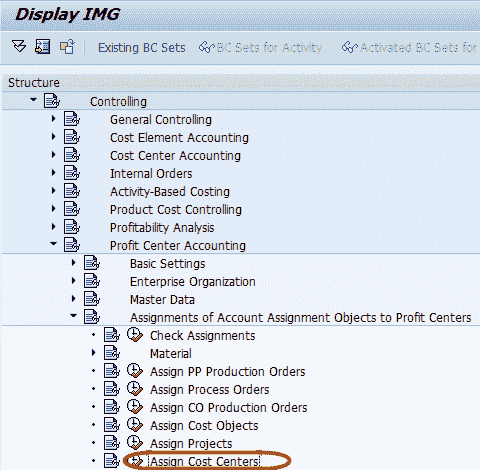 Display IMG
Existing BC Sets BC Sets for Activity Activated BC Sets for
Structure
Controlling
General Controlling
Cost Element Accounting
Cost Center Accounting
Internal Orders
Activity-Based Costing
Product Cost Controlling
Profitability Analysis
Profit Center Accounting
Basic Settings
Enterprise Organization
Master Data
Assignments of Account Assignment Objects to Profit Centers
Check Assignments
Material
Assign PP Production Orders
Assign Process Orders
Assign CO Production Orders
Assign Cost Objects
Assign Projects
Assign Cost Centers